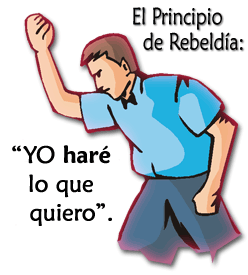 El Principio
de Rebeldía:
“YO haré
lo que
quiero”.